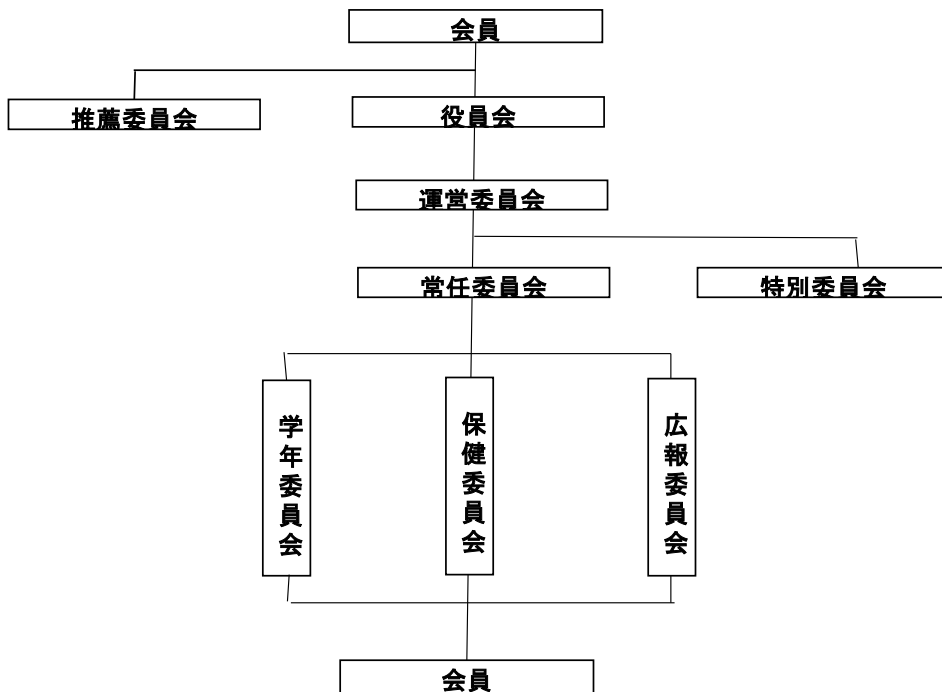 会員
推薦委員会
役員会
運営委員会
常任委員会
特別委員会
学年委員会
保健委員会
広報委員会
会員